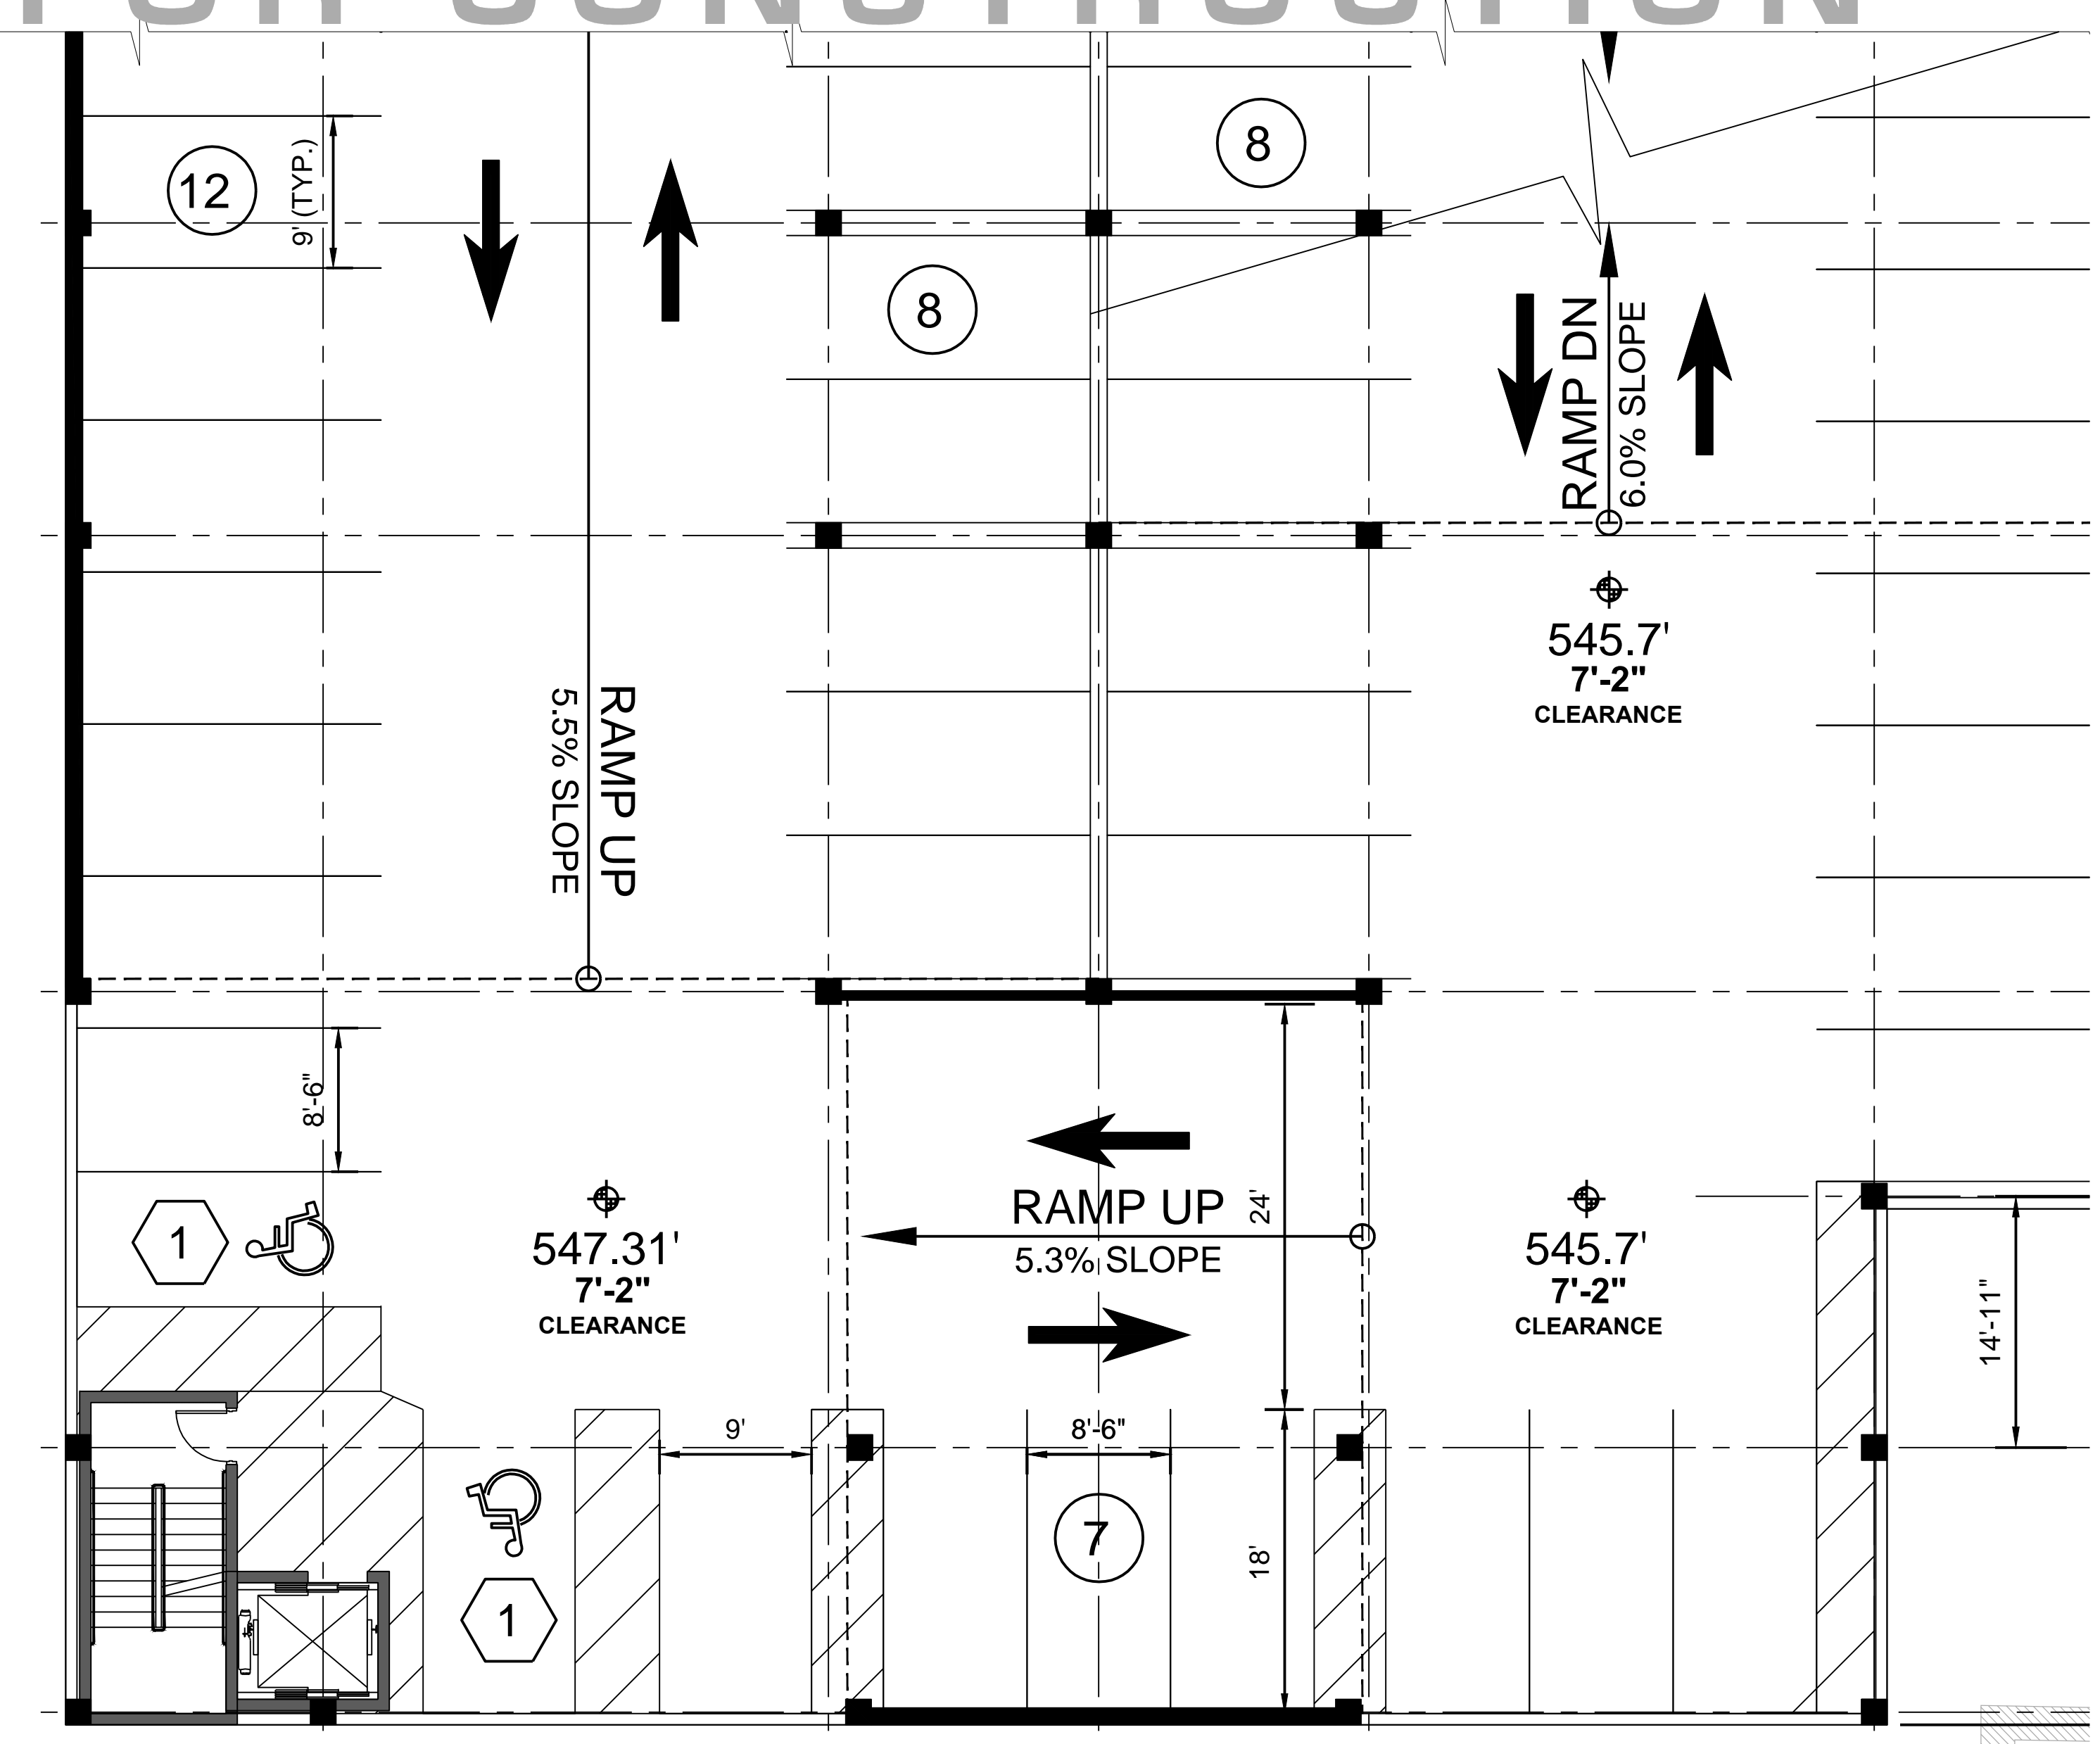 8
12
9' (TYP.)
8
RAMP DN
6.0% SLOPE
545.7'
7'-2"
CLEARANCE
RAMP UP
5.5% SLOPE
8'-6"
1
547.31'
7'-2"
CLEARANCE
RAMP UP
5.3% SLOPE
24'
545.7'
7'-2"
CLEARANCE
14'-11"
9'
8'-6"
7
18'
1